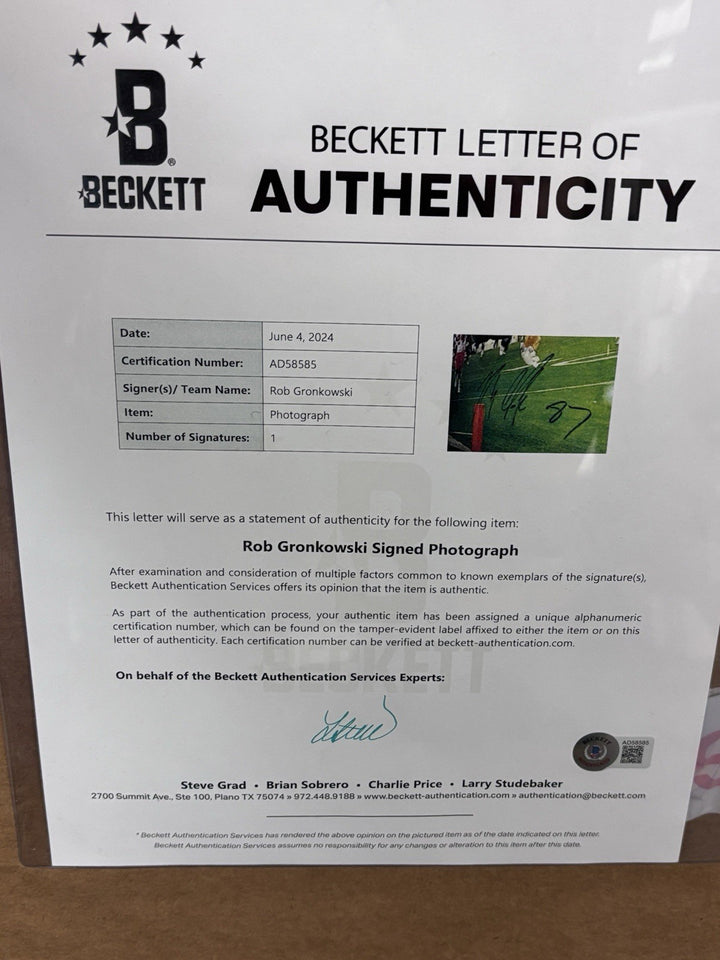 B
®
BECKETT
BECKETT LETTER OF
AUTHENTICITY
Date: June 4, 2024
Certification Number: AD58585
Signer(s)/ Team Name: Rob Gronkowski
Item: Photograph
Number of Signatures: 1
87
This letter will serve as a statement of authenticity for the following item:
Rob Gronkowski Signed Photograph
After examination and consideration of multiple factors common to known exemplars of the signature(s),
Beckett Authentication Services offers its opinion that the item is authentic.
As part of the authentication process, your authentic item has been assigned a unique alphanumeric
certification number, which can be found on the tamper-evident label affixed to either the item or on this
letter of authenticity. Each certification number can be verified at beckett-authentication.com.
On behalf of the Beckett Authentication Services Experts:
BECKETT
AD58585
Steve Grad • Brian Sobrero • Charlie Price • Larry Studebaker
2700 Summit Ave., Ste 100, Plano TX 75074 » 972.448.9188 » www.beckett-authentication.com » authentication@beckett.com
* Beckett Authentication Services has rendered the above opinion on the pictured item as of the date indicated on this letter.
Beckett Authentication Services assumes no responsibility for any changes or alteration to this item after this date.